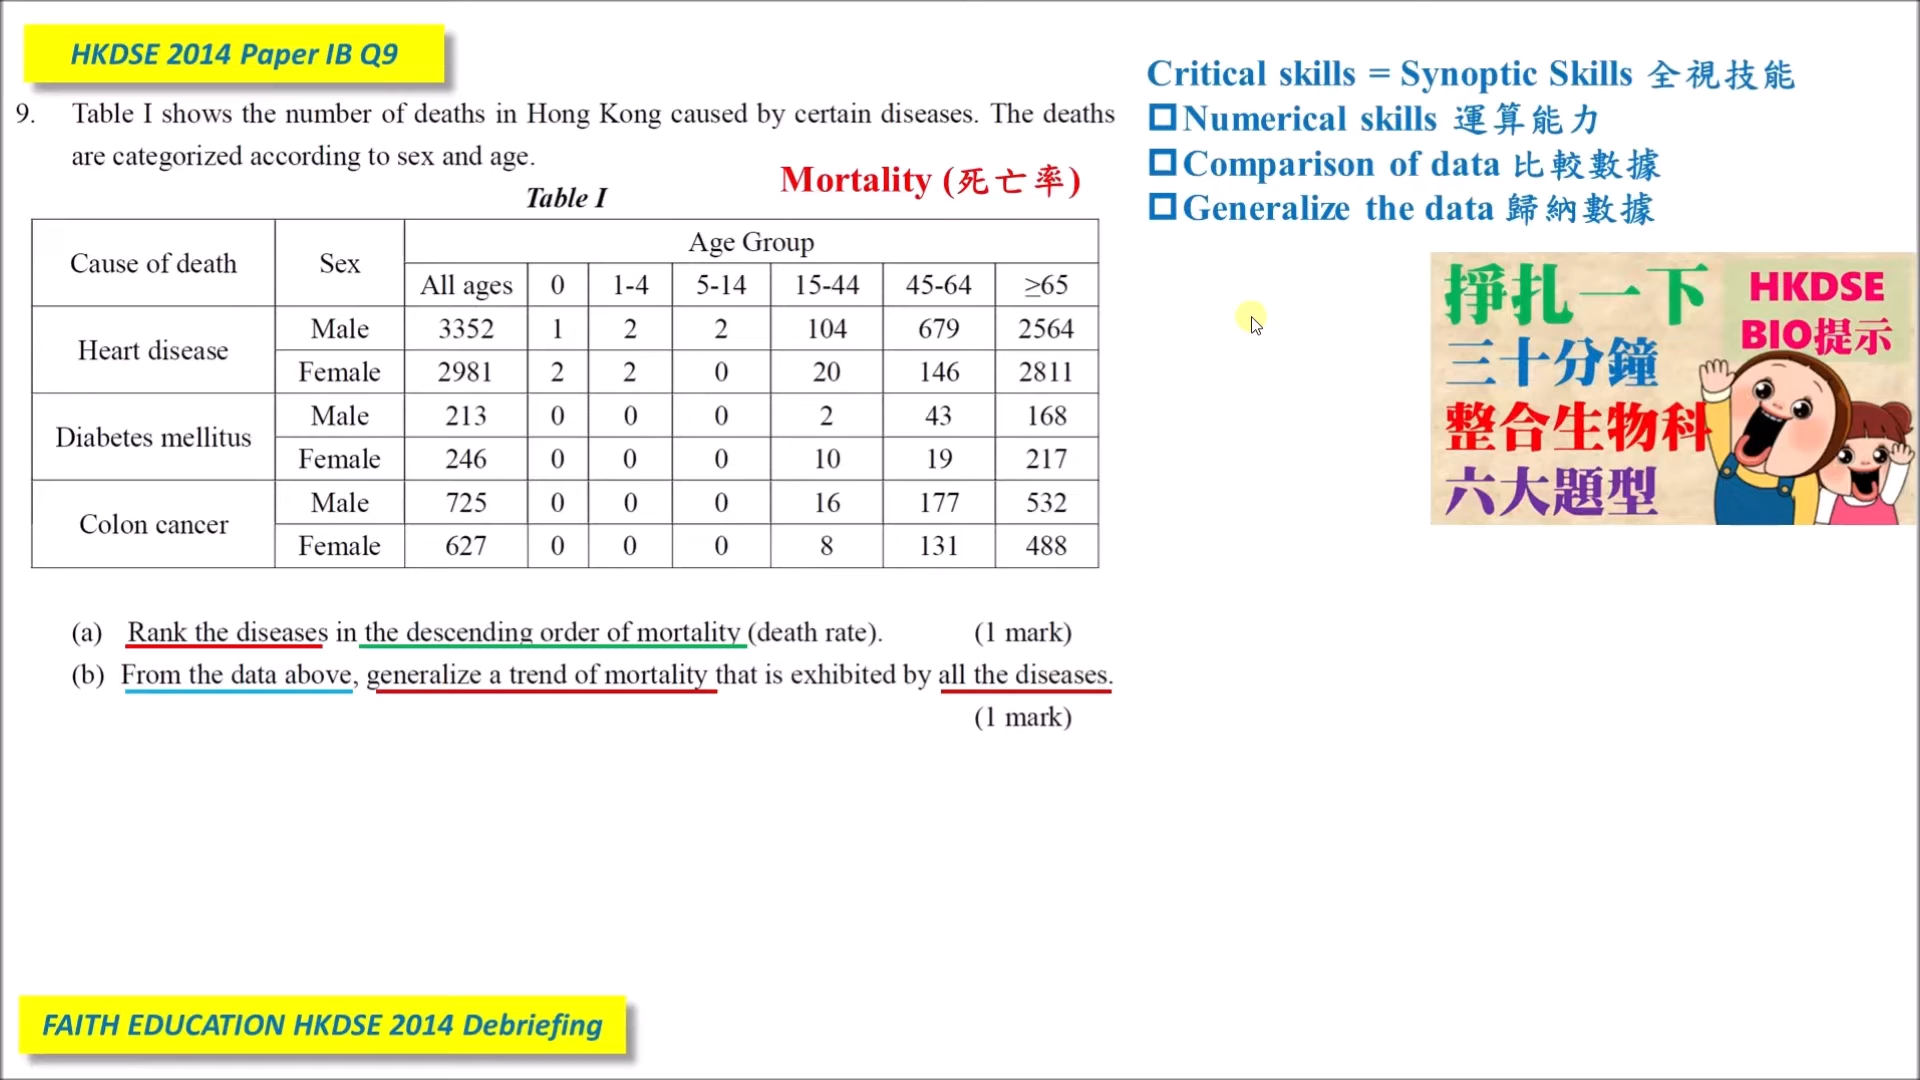 HKDSE 2014 Paper IB Q9
9. Table I shows the number of deaths in Hong Kong caused by certain diseases. The deaths
are categorized according to sex and age.
Mortality (死亡率)
Table I
Cause of death Sex Age Group
All ages 0 1-4 5-14 15-44 45-64 ≥65
Heart disease Male 3352 1 2 2 104 679 2564
Female 2981 2 2 0 20 146 2811
Diabetes mellitus Male 213 0 0 0 2 43 168
Female 246 0 0 0 10 19 217
Colon cancer Male 725 0 0 0 16 177 532
Female 627 0 0 0 8 131 488
(a) Rank the diseases in the descending order of mortality (death rate). (1 mark)
(b) From the data above, generalize a trend of mortality that is exhibited by all the diseases.
(1 mark)
Critical skills = Synoptic Skills 全視技能
Numerical skills 運算能力
Comparison of data 比較數據
Generalize the data 歸納數據
掙扎一下
三十分鐘
整合生物科
六大題型
HKDSE
BIO提示
FAITH EDUCATION HKDSE 2014 Debriefing